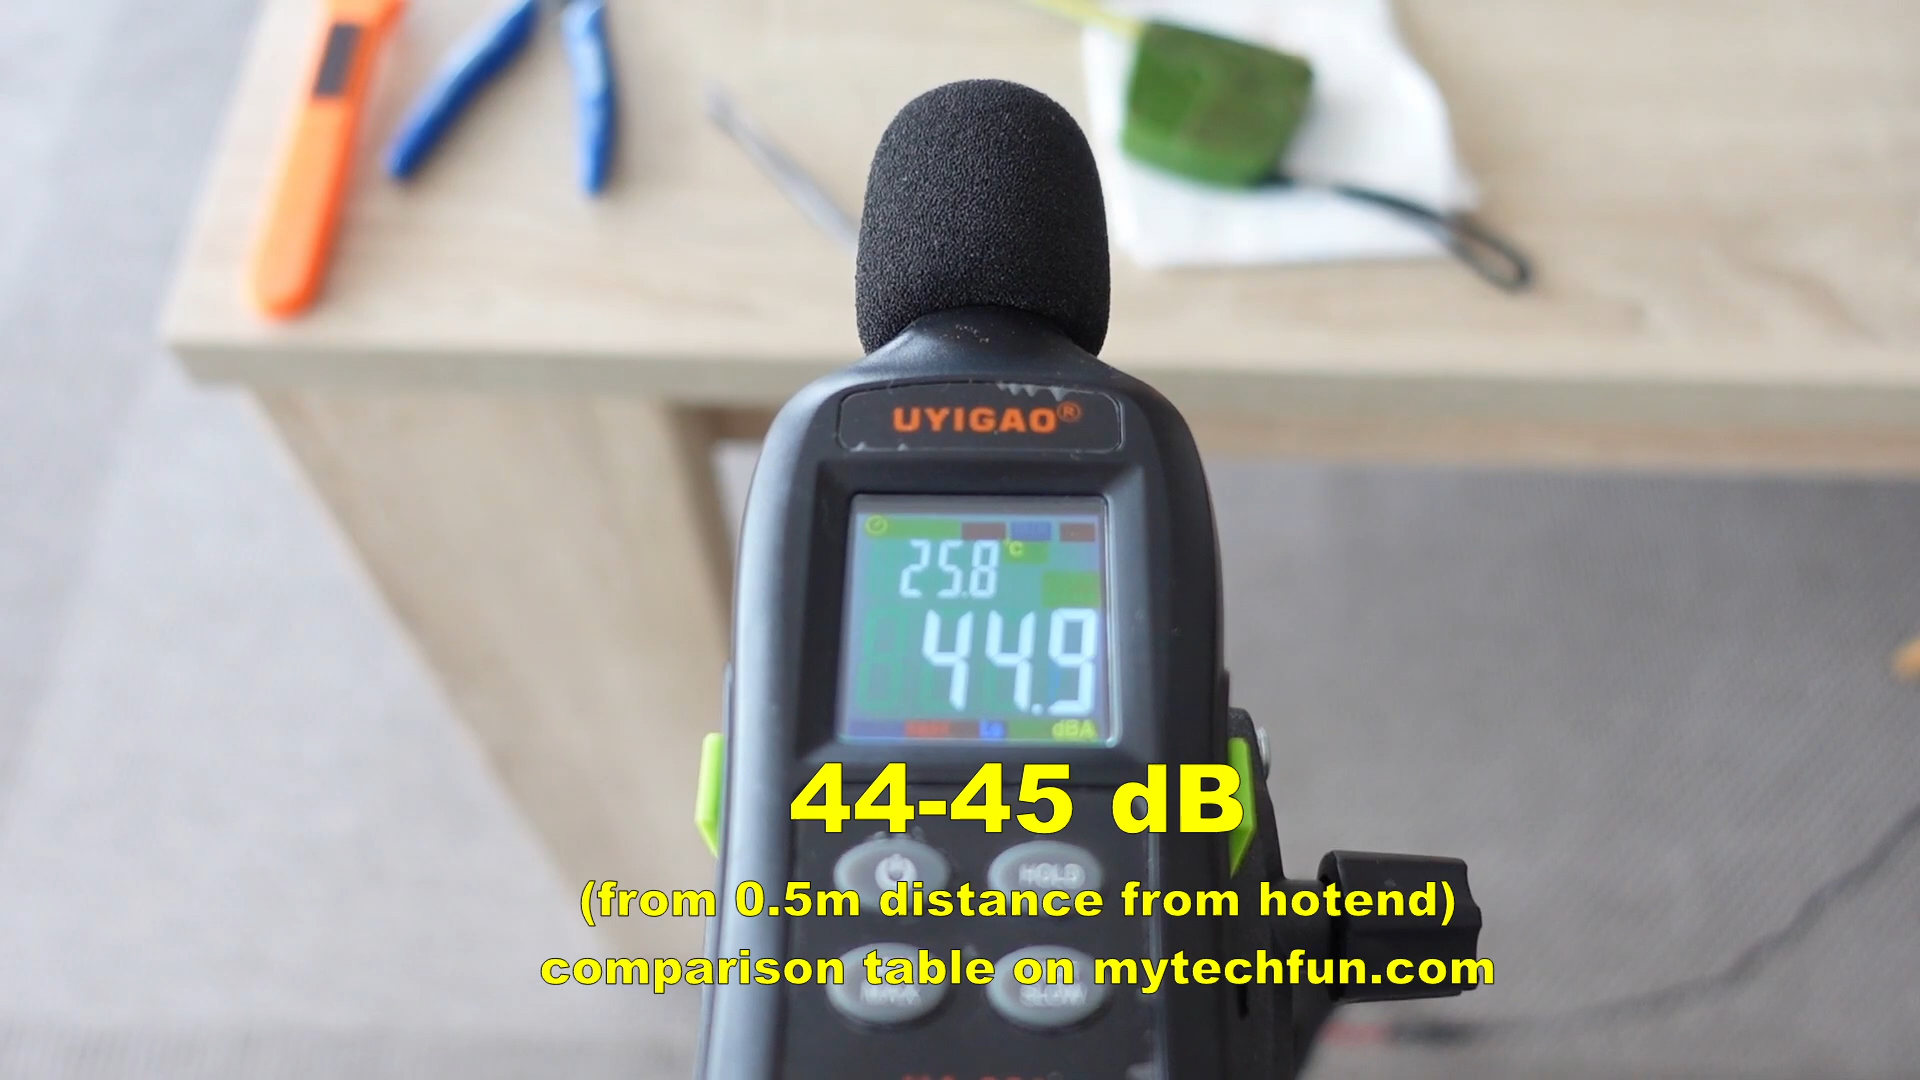 UYIGAO®
25.8 °C
44.9
dBA
44-45 dB
HOLD
(from 0.5m distance from hotend)
comparison table on mytechfun.com